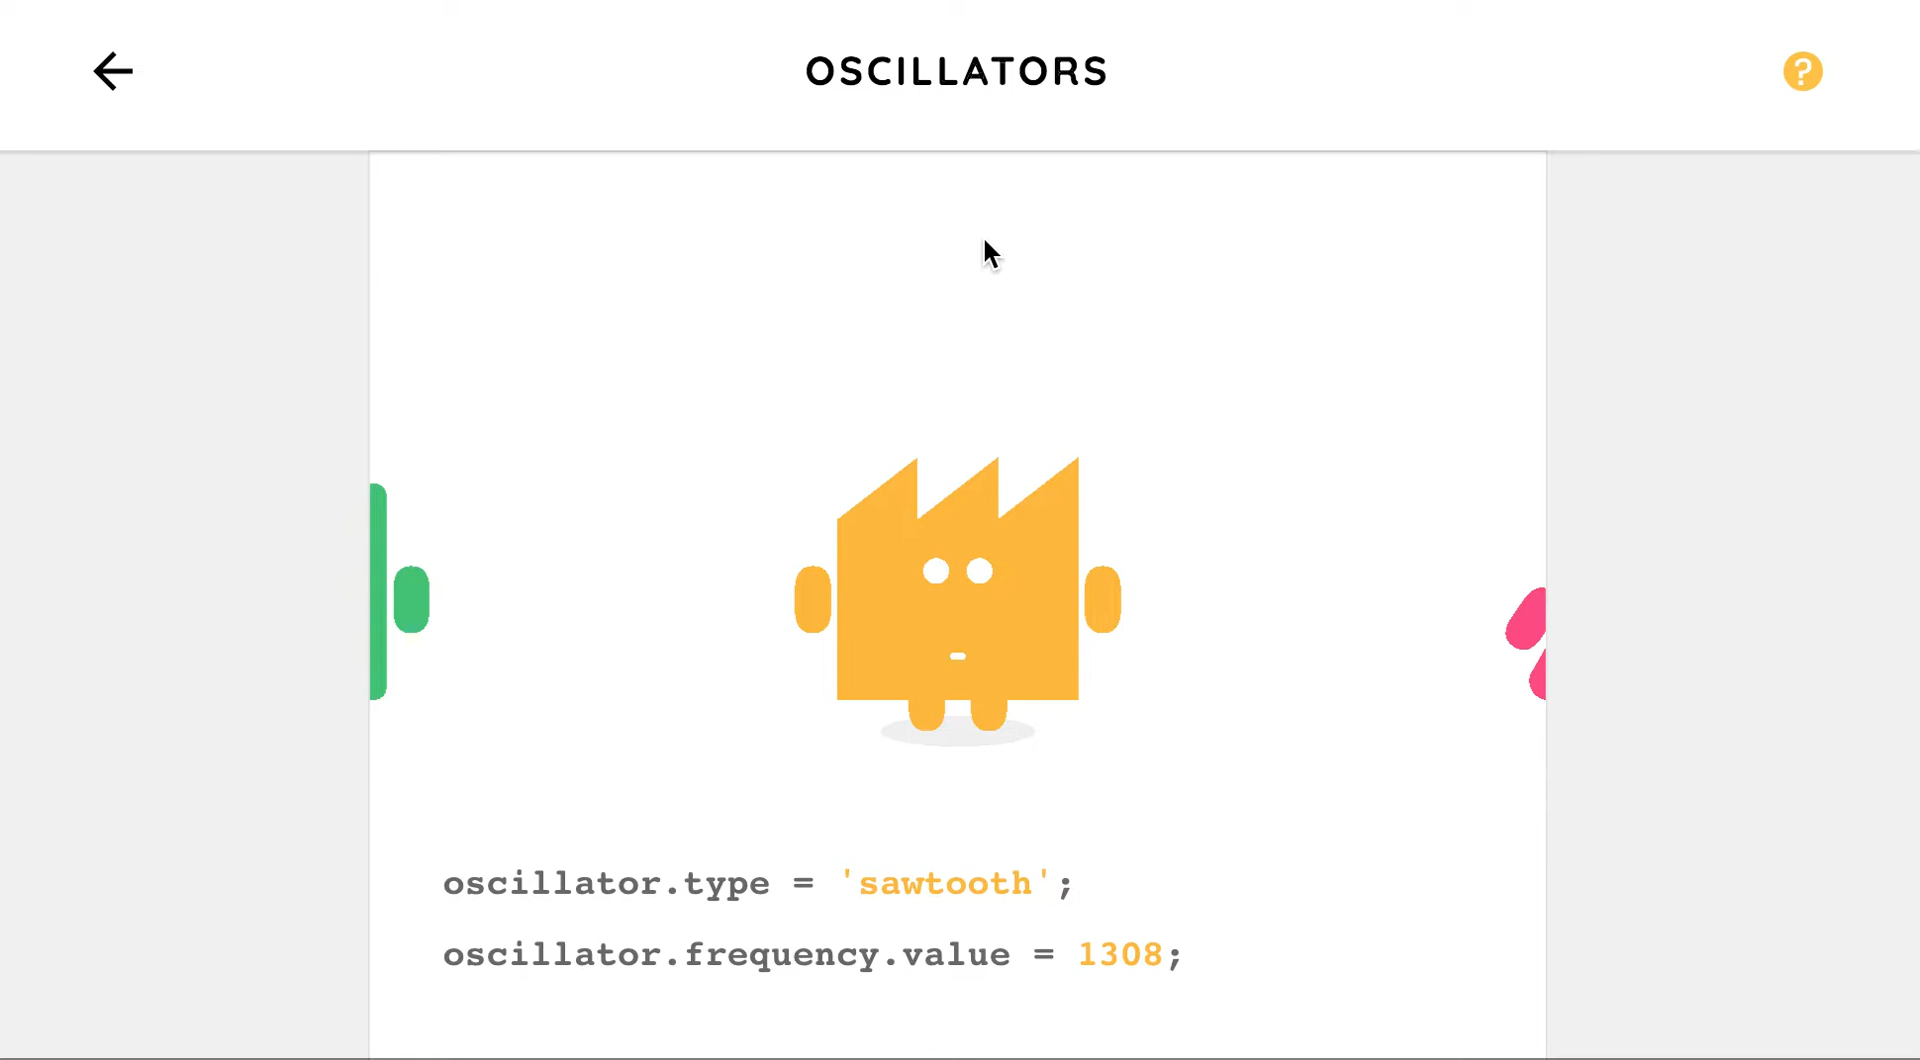 OSCILLATORS
?
oscillator.type = 'sawtooth';
oscillator.frequency.value = 1308;